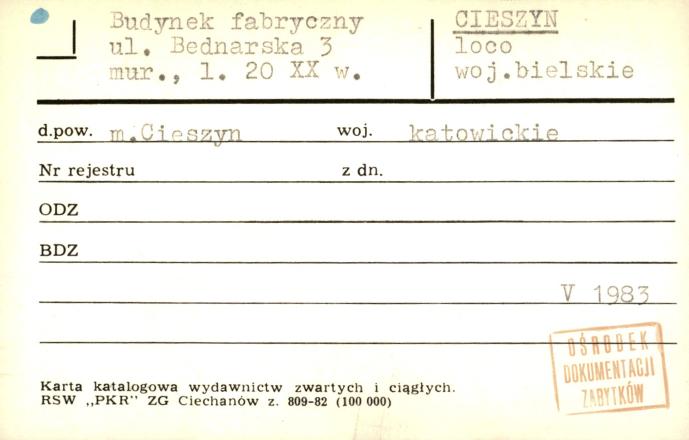 Budynek fabryczny
ul. Bednarska 3
mur., l. 20 XX w.
CIESZYN
loco
woj.bielskie
d.pow. m.Cieszyn woj. katowickie
Nr rejestru z dn.
ODZ
BDZ
V 1983
OŚRODEK
DOKUMENTACJI
ZABYTKÓW
Karta katalogowa wydawnictw zwartych i ciągłych.
RSW „PKR" ZG Ciechanów z. 809-82 (100 000)